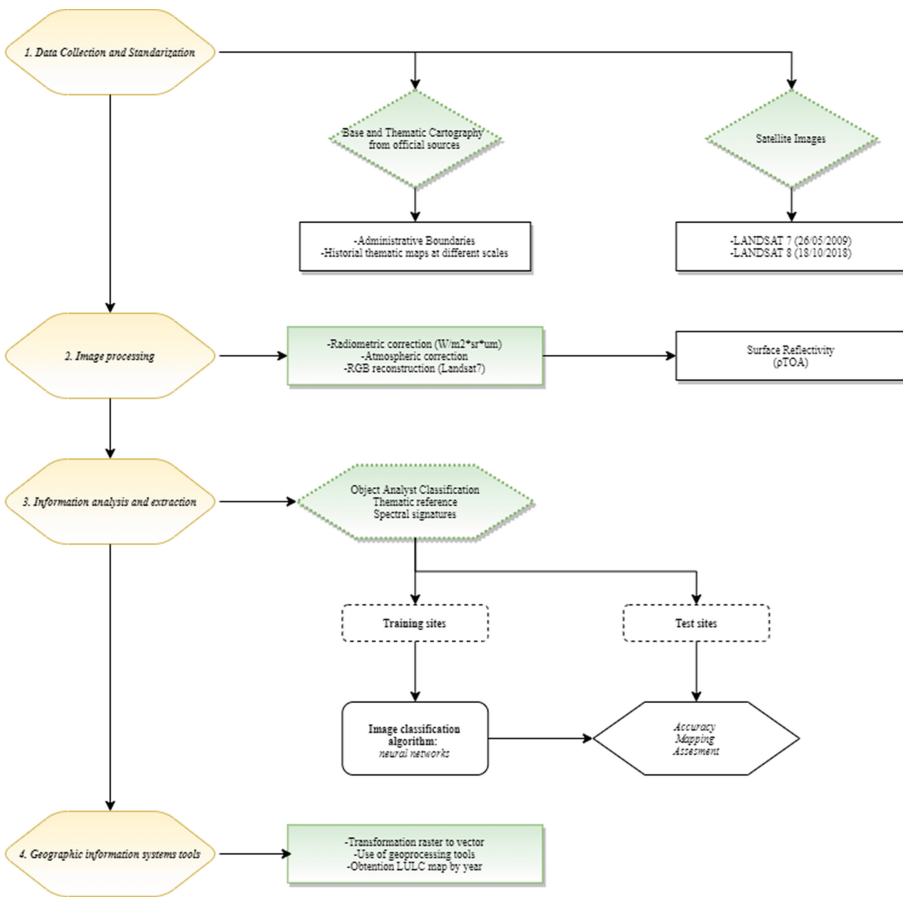 1. Data Collection and Standarization
Base and Thematic Cartography
from official sources
Satellite Images
-Administrative Boundaries
-Historial thematic maps at different scales
-LANDSAT 7 (26/05/2009)
-LANDSAT 8 (18/10/2018)
2. Image processing
-Radiometric correction (W/m2*sr*um)
-Atmospheric correction
-RGB reconstruction (Landsat7)
Surface Reflectivity
(ρTOA)
3. Information analysis and extraction
Object Analyst Classification
Thematic reference
Spectral signatures
Training sites
Test sites
Image classification
algorithm:
neural networks
Accuracy
Mapping
Assesment
4. Geographic information systems tools
-Transformation raster to vector
-Use of geoprocessing tools
-Obtention LULC map by year